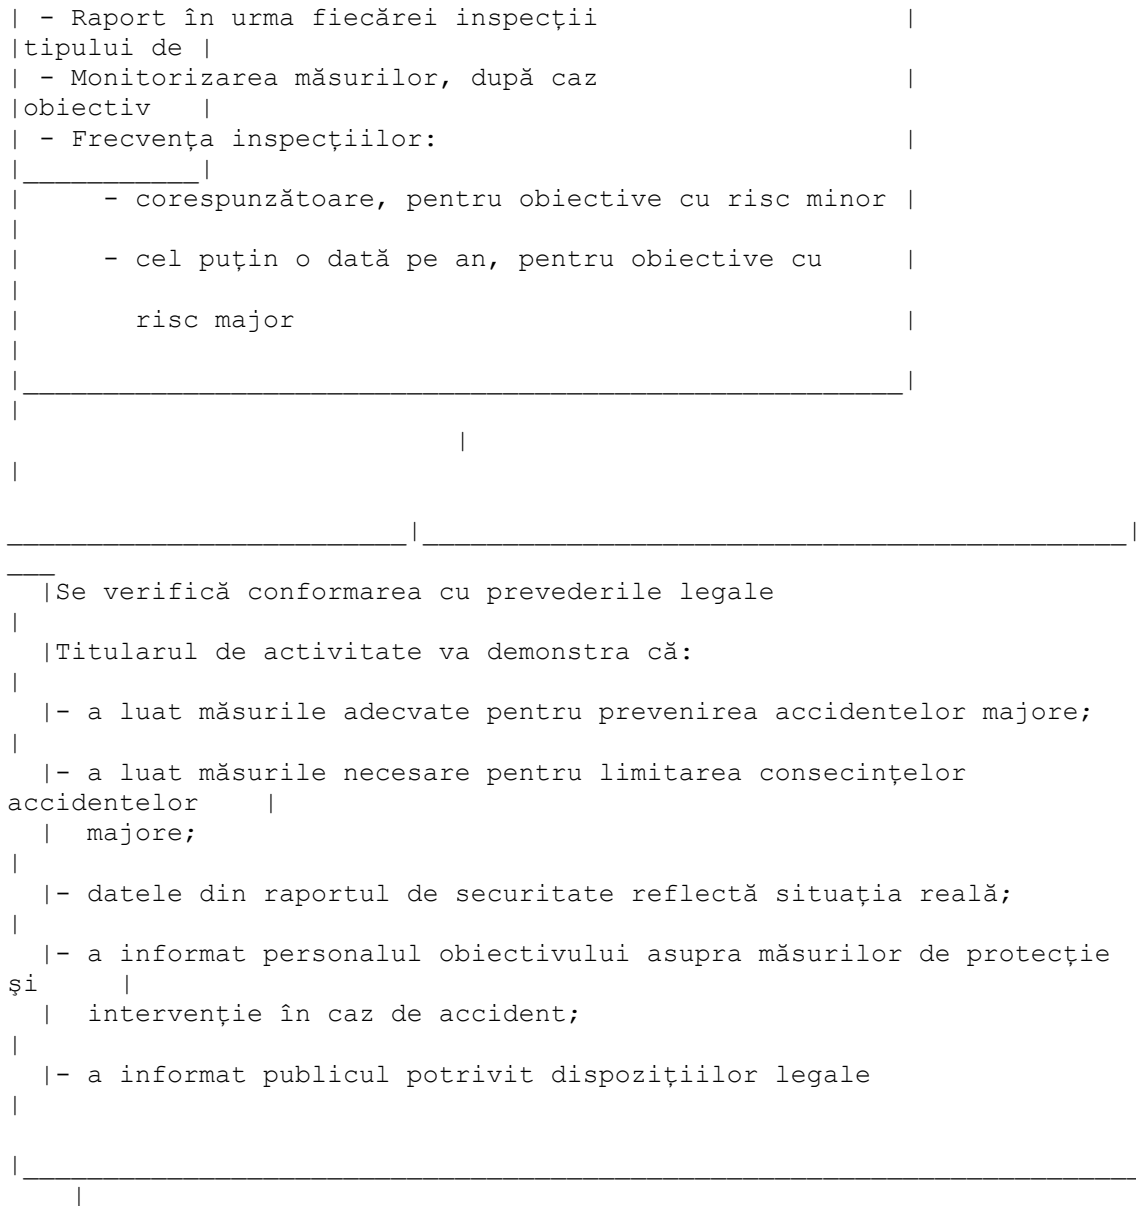 | - Raport în urma fiecărei inspecţii |
|tipului de |
| - Monitorizarea măsurilor, după caz |
|obiectiv |
| - Frecvenţa inspecţiilor: |
|___________|
| - corespunzătoare, pentru obiective cu risc minor |
|
| - cel puţin o dată pe an, pentru obiective cu |
|
| risc major |
|
|_______________________________________________________|
|
|
|
_________________________|____________________________________________|
___
|Se verifică conformarea cu prevederile legale
|
|Titularul de activitate va demonstra că:
|
|- a luat măsurile adecvate pentru prevenirea accidentelor majore;
|
|- a luat măsurile necesare pentru limitarea consecinţelor
accidentelor |
| majore;
|
|- datele din raportul de securitate reflectă situaţia reală;
|
|- a informat personalul obiectivului asupra măsurilor de protecţie
şi |
| intervenţie în caz de accident;
|
|- a informat publicul potrivit dispoziţiilor legale
|
|______________________________________________________________________
|